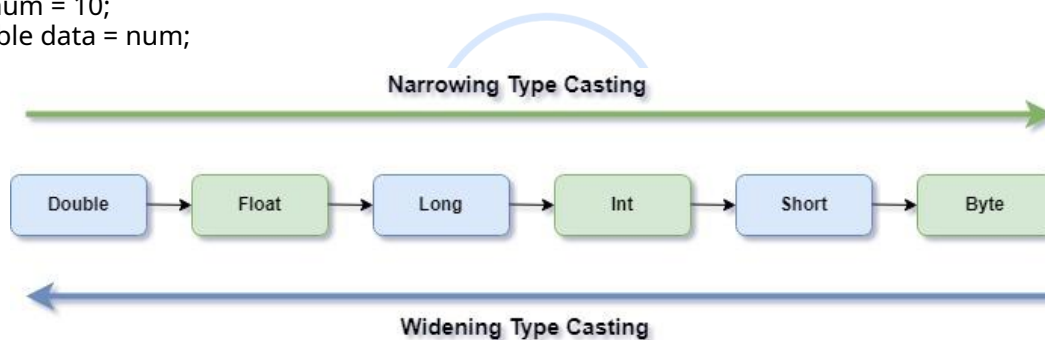 num = 10;
ble data = num;
Narrowing Type Casting
Double Float Long Int Short Byte
Widening Type Casting